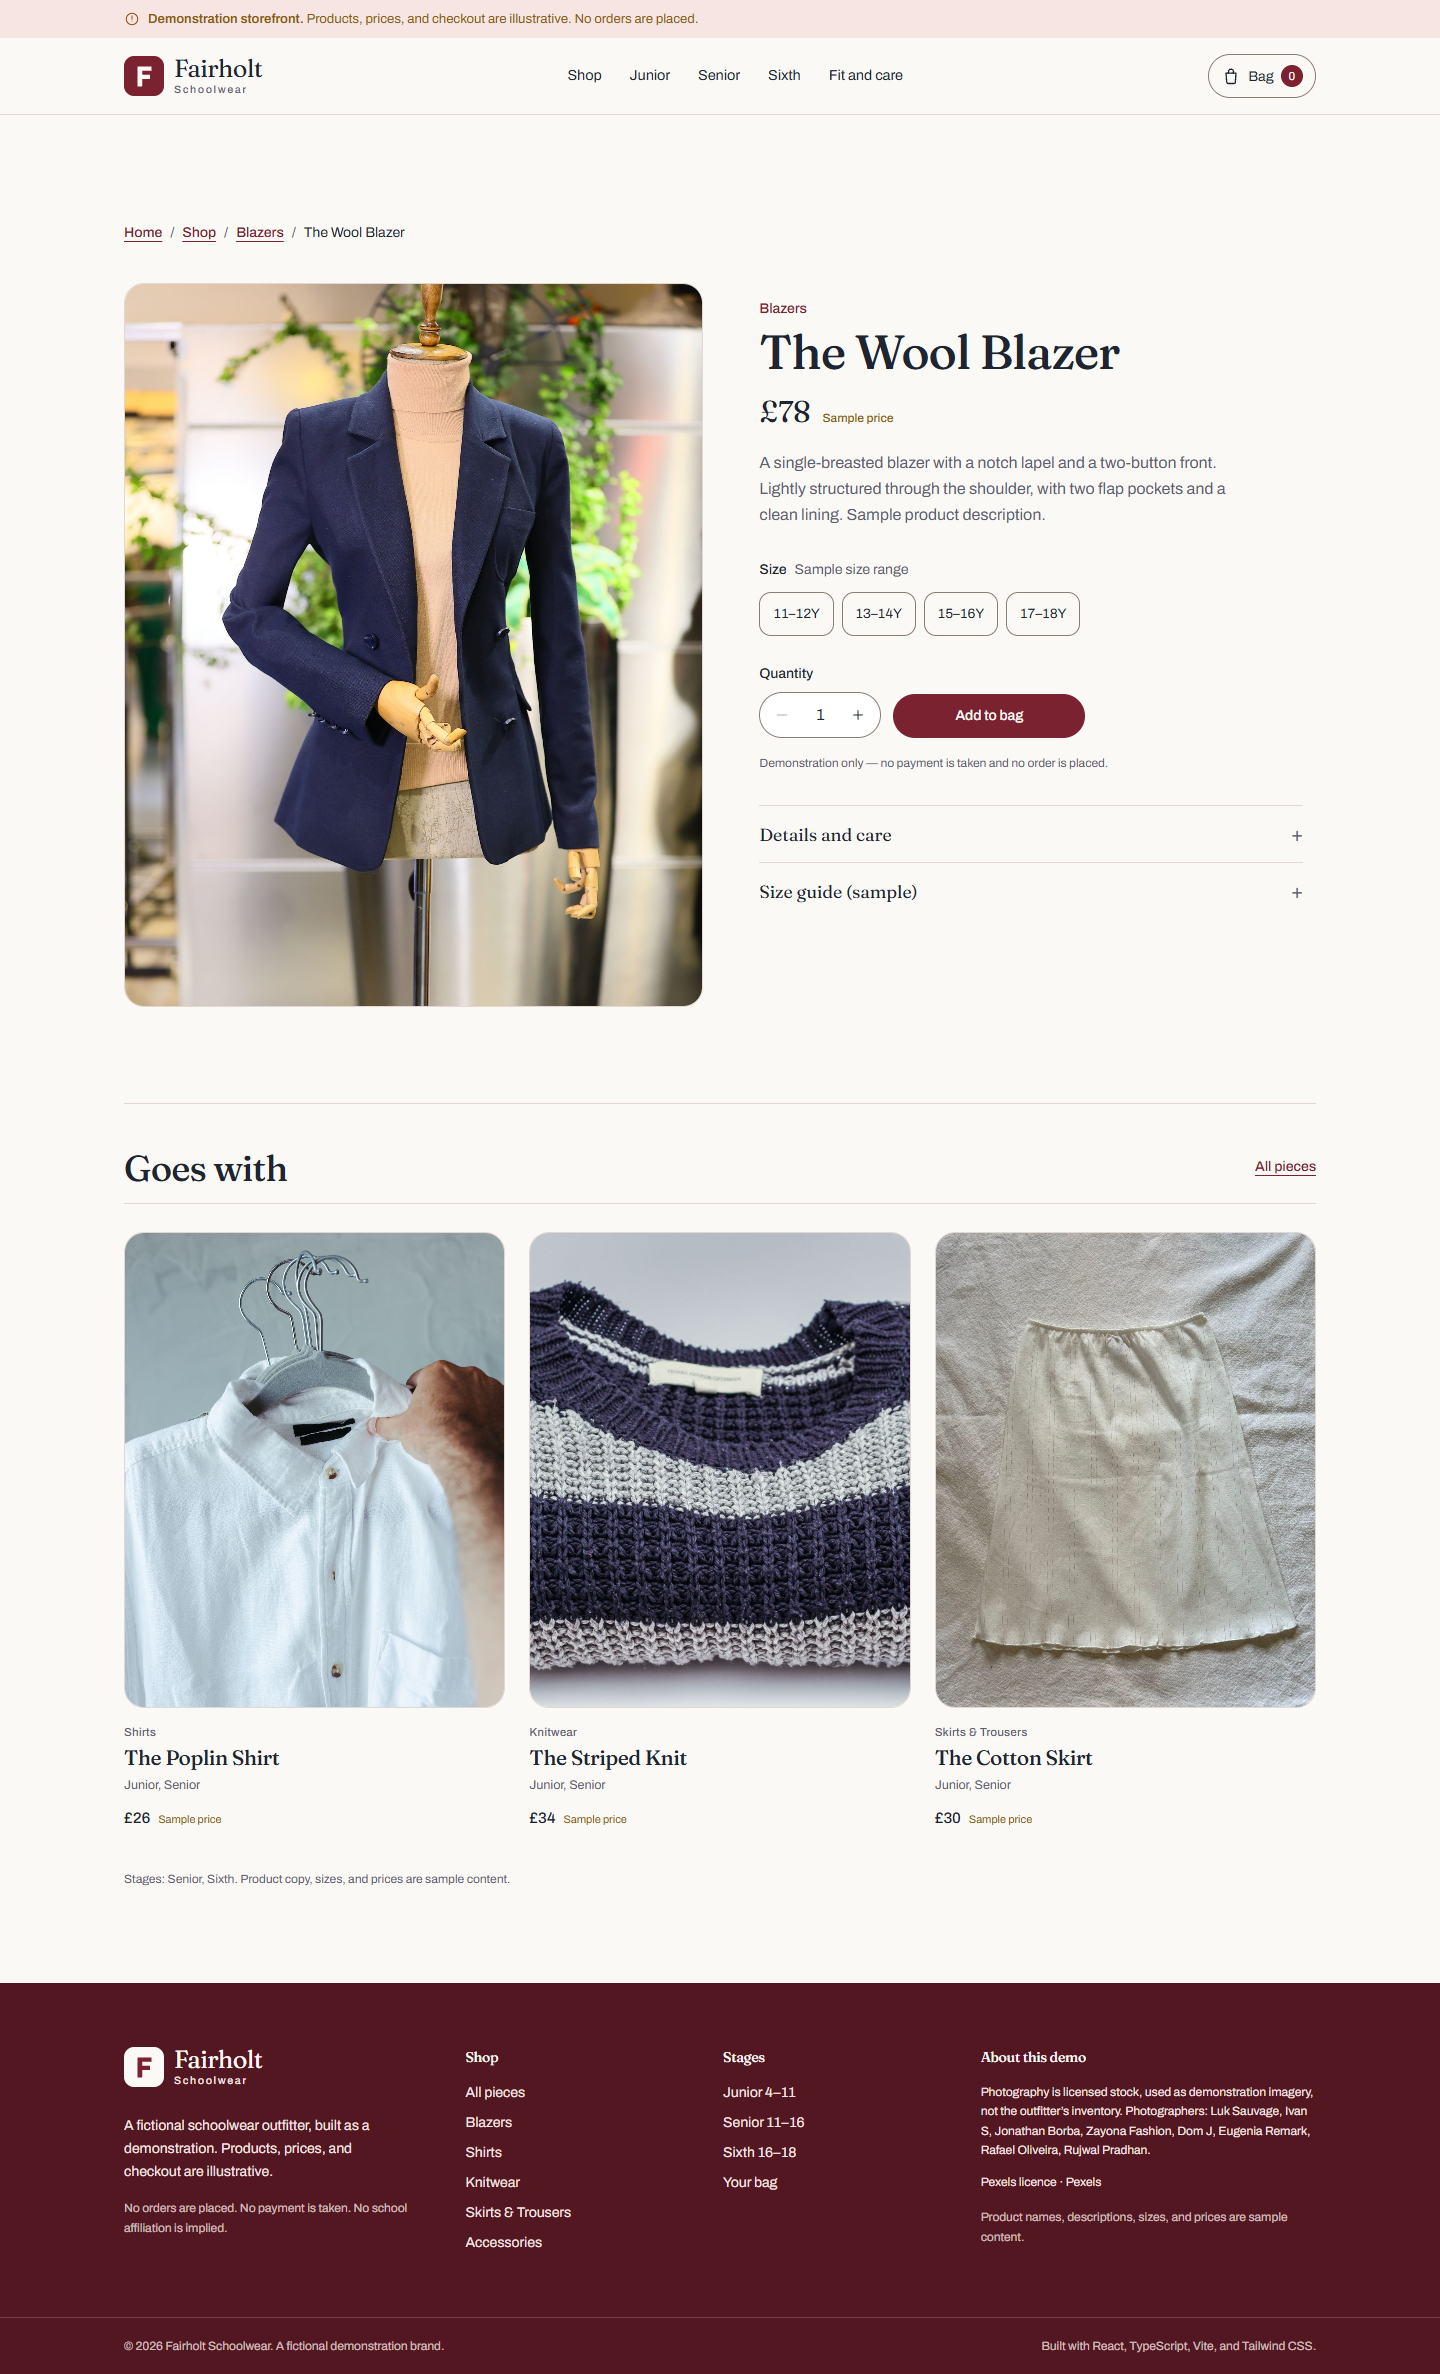 Demonstration storefront. Products, prices, and checkout are illustrative. No orders are placed.
F Fairholt
Schoolwear
Shop Junior Senior Sixth Fit and care
Bag 0
Home / Shop / Blazers / The Wool Blazer
Blazers
The Wool Blazer
£78 Sample price
A single-breasted blazer with a notch lapel and a two-button front.
Lightly structured through the shoulder, with two flap pockets and a
clean lining. Sample product description.
Size Sample size range
11–12Y 13–14Y 15–16Y 17–18Y
Quantity
− 1 + Add to bag
Demonstration only — no payment is taken and no order is placed.
Details and care +
Size guide (sample) +
Goes with
All pieces
Shirts
The Poplin Shirt
Junior, Senior
£26 Sample price
Knitwear
The Striped Knit
Junior, Senior
£34 Sample price
Skirts & Trousers
The Cotton Skirt
Junior, Senior
£30 Sample price
Stages: Senior, Sixth. Product copy, sizes, and prices are sample content.
F Fairholt
Schoolwear
A fictional schoolwear outfitter, built as a
demonstration. Products, prices, and
checkout are illustrative.
No orders are placed. No payment is taken. No school
affiliation is implied.
Shop
All pieces
Blazers
Shirts
Knitwear
Skirts & Trousers
Accessories
Stages
Junior 4–11
Senior 11–16
Sixth 16–18
Your bag
About this demo
Photography is licensed stock, used as demonstration imagery,
not the outfitter's inventory. Photographers: Luk Sauvage, Ivan
S, Jonathan Borba, Zayona Fashion, Dom J, Eugenia Remark,
Rafael Oliveira, Rujwal Pradhan.
Pexels licence · Pexels
Product names, descriptions, sizes, and prices are sample
content.
© 2026 Fairholt Schoolwear. A fictional demonstration brand.
Built with React, TypeScript, Vite, and Tailwind CSS.